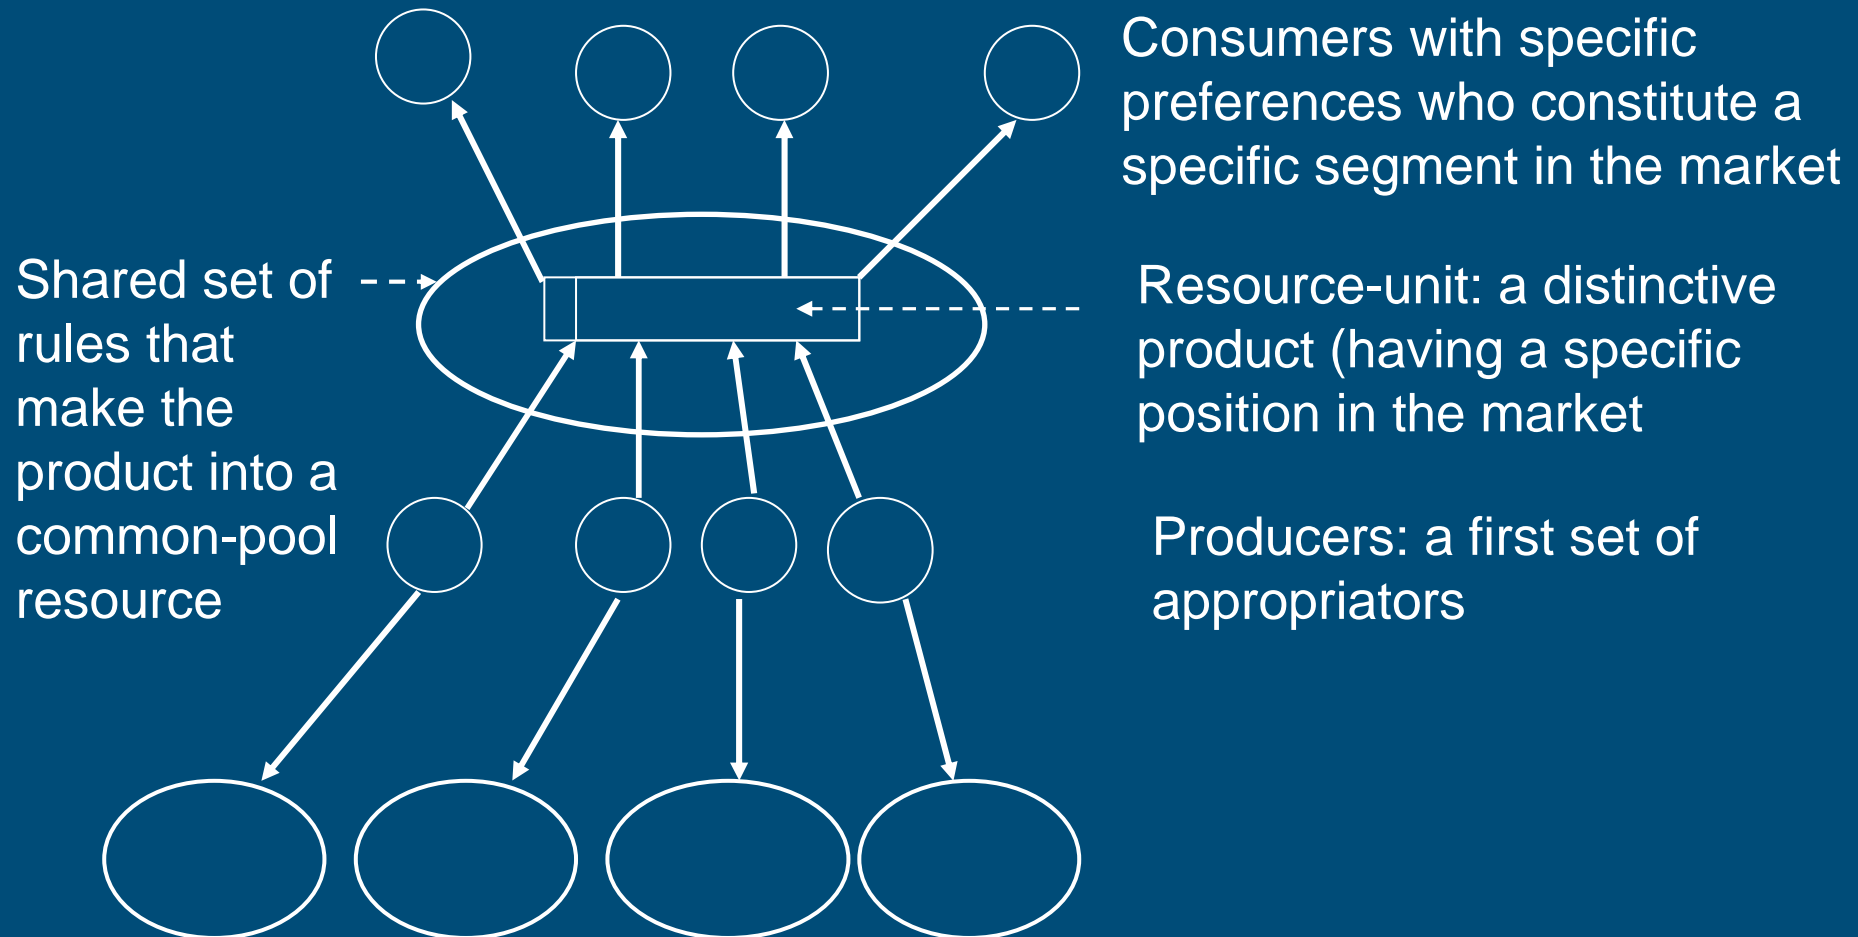 Consumers with specific
preferences who constitute a
specific segment in the market
Shared set of
rules that
make the
product into a
common-pool
resource
Resource-unit: a distinctive
product (having a specific
position in the market
Producers: a first set of
appropriators